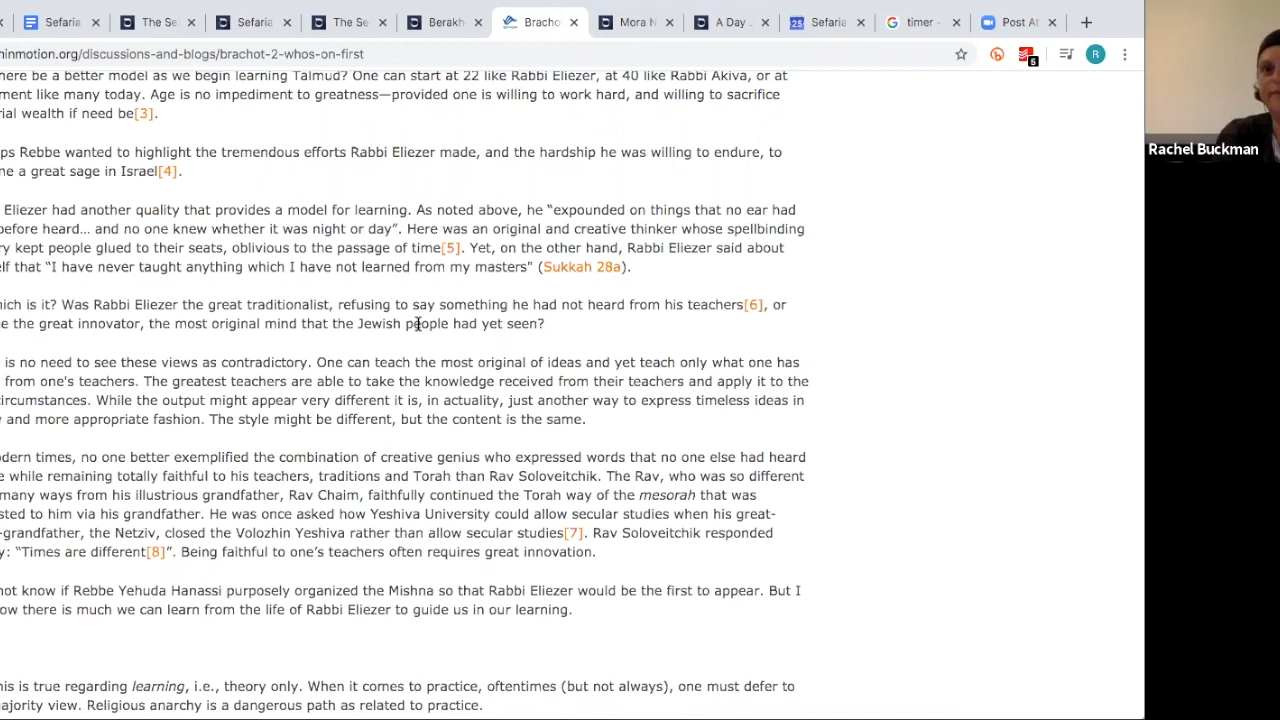 Sefaria
The Se
Sefaria
The Se
Berakh
Bracho
Mora N
A Day
25
Sefaria
timer -
Post At
inmotion.org/discussions-and-blogs/brachot-2-whos-on-first
5
R
here be a better model as we begin learning Talmud? One can start at 22 like Rabbi Eliezer, at 40 like Rabbi Akiva, or at
ment like many today. Age is no impediment to greatness—provided one is willing to work hard, and willing to sacrifice
rial wealth if need be[3].
ps Rebbe wanted to highlight the tremendous efforts Rabbi Eliezer made, and the hardship he was willing to endure, to
ne a great sage in Israel[4].
Eliezer had another quality that provides a model for learning. As noted above, he “expounded on things that no ear had
before heard... and no one knew whether it was night or day”. Here was an original and creative thinker whose spellbinding
ry kept people glued to their seats, oblivious to the passage of time[5]. Yet, on the other hand, Rabbi Eliezer said about
elf that “I have never taught anything which I have not learned from my masters" (Sukkah 28a).
hich is it? Was Rabbi Eliezer the great traditionalist, refusing to say something he had not heard from his teachers[6], or
e the great innovator, the most original mind that the Jewish people had yet seen?
is no need to see these views as contradictory. One can teach the most original of ideas and yet teach only what one has
from one's teachers. The greatest teachers are able to take the knowledge received from their teachers and apply it to the
circumstances. While the output might appear very different it is, in actuality, just another way to express timeless ideas in
and more appropriate fashion. The style might be different, but the content is the same.
odern times, no one better exemplified the combination of creative genius who expressed words that no one else had heard
e while remaining totally faithful to his teachers, traditions and Torah than Rav Soloveitchik. The Rav, who was so different
many ways from his illustrious grandfather, Rav Chaim, faithfully continued the Torah way of the mesorah that was
sted to him via his grandfather. He was once asked how Yeshiva University could allow secular studies when his great-
-grandfather, the Netziv, closed the Volozhin Yeshiva rather than allow secular studies[7]. Rav Soloveitchik responded
y: “Times are different[8]”. Being faithful to one’s teachers often requires great innovation.
not know if Rebbe Yehuda Hanassi purposely organized the Mishna so that Rabbi Eliezer would be the first to appear. But I
ow there is much we can learn from the life of Rabbi Eliezer to guide us in our learning.
his is true regarding learning, i.e., theory only. When it comes to practice, oftentimes (but not always), one must defer to
ajority view. Religious anarchy is a dangerous path as related to practice.
Rachel Buckman